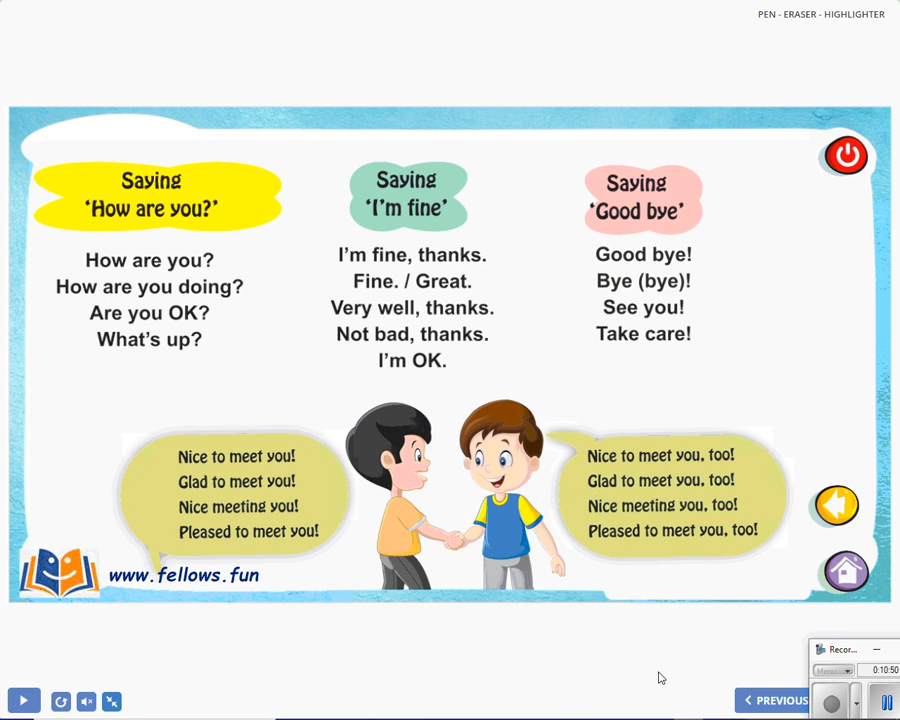 PEN - ERASER - HIGHLIGHTER
Saying
‘How are you?’
How are you?
How are you doing?
Are you OK?
What’s up?
Saying
‘I’m fine’
I’m fine, thanks.
Fine. / Great.
Very well, thanks.
Not bad, thanks.
I’m OK.
Saying
‘Good bye’
Good bye!
Bye (bye)!
See you!
Take care!
Nice to meet you!
Glad to meet you!
Nice meeting you!
Pleased to meet you!
Nice to meet you, too!
Glad to meet you, too!
Nice meeting you, too!
Pleased to meet you, too!
www.fellows.fun
Recor...
Menu
0:10:50
PREVIOUS